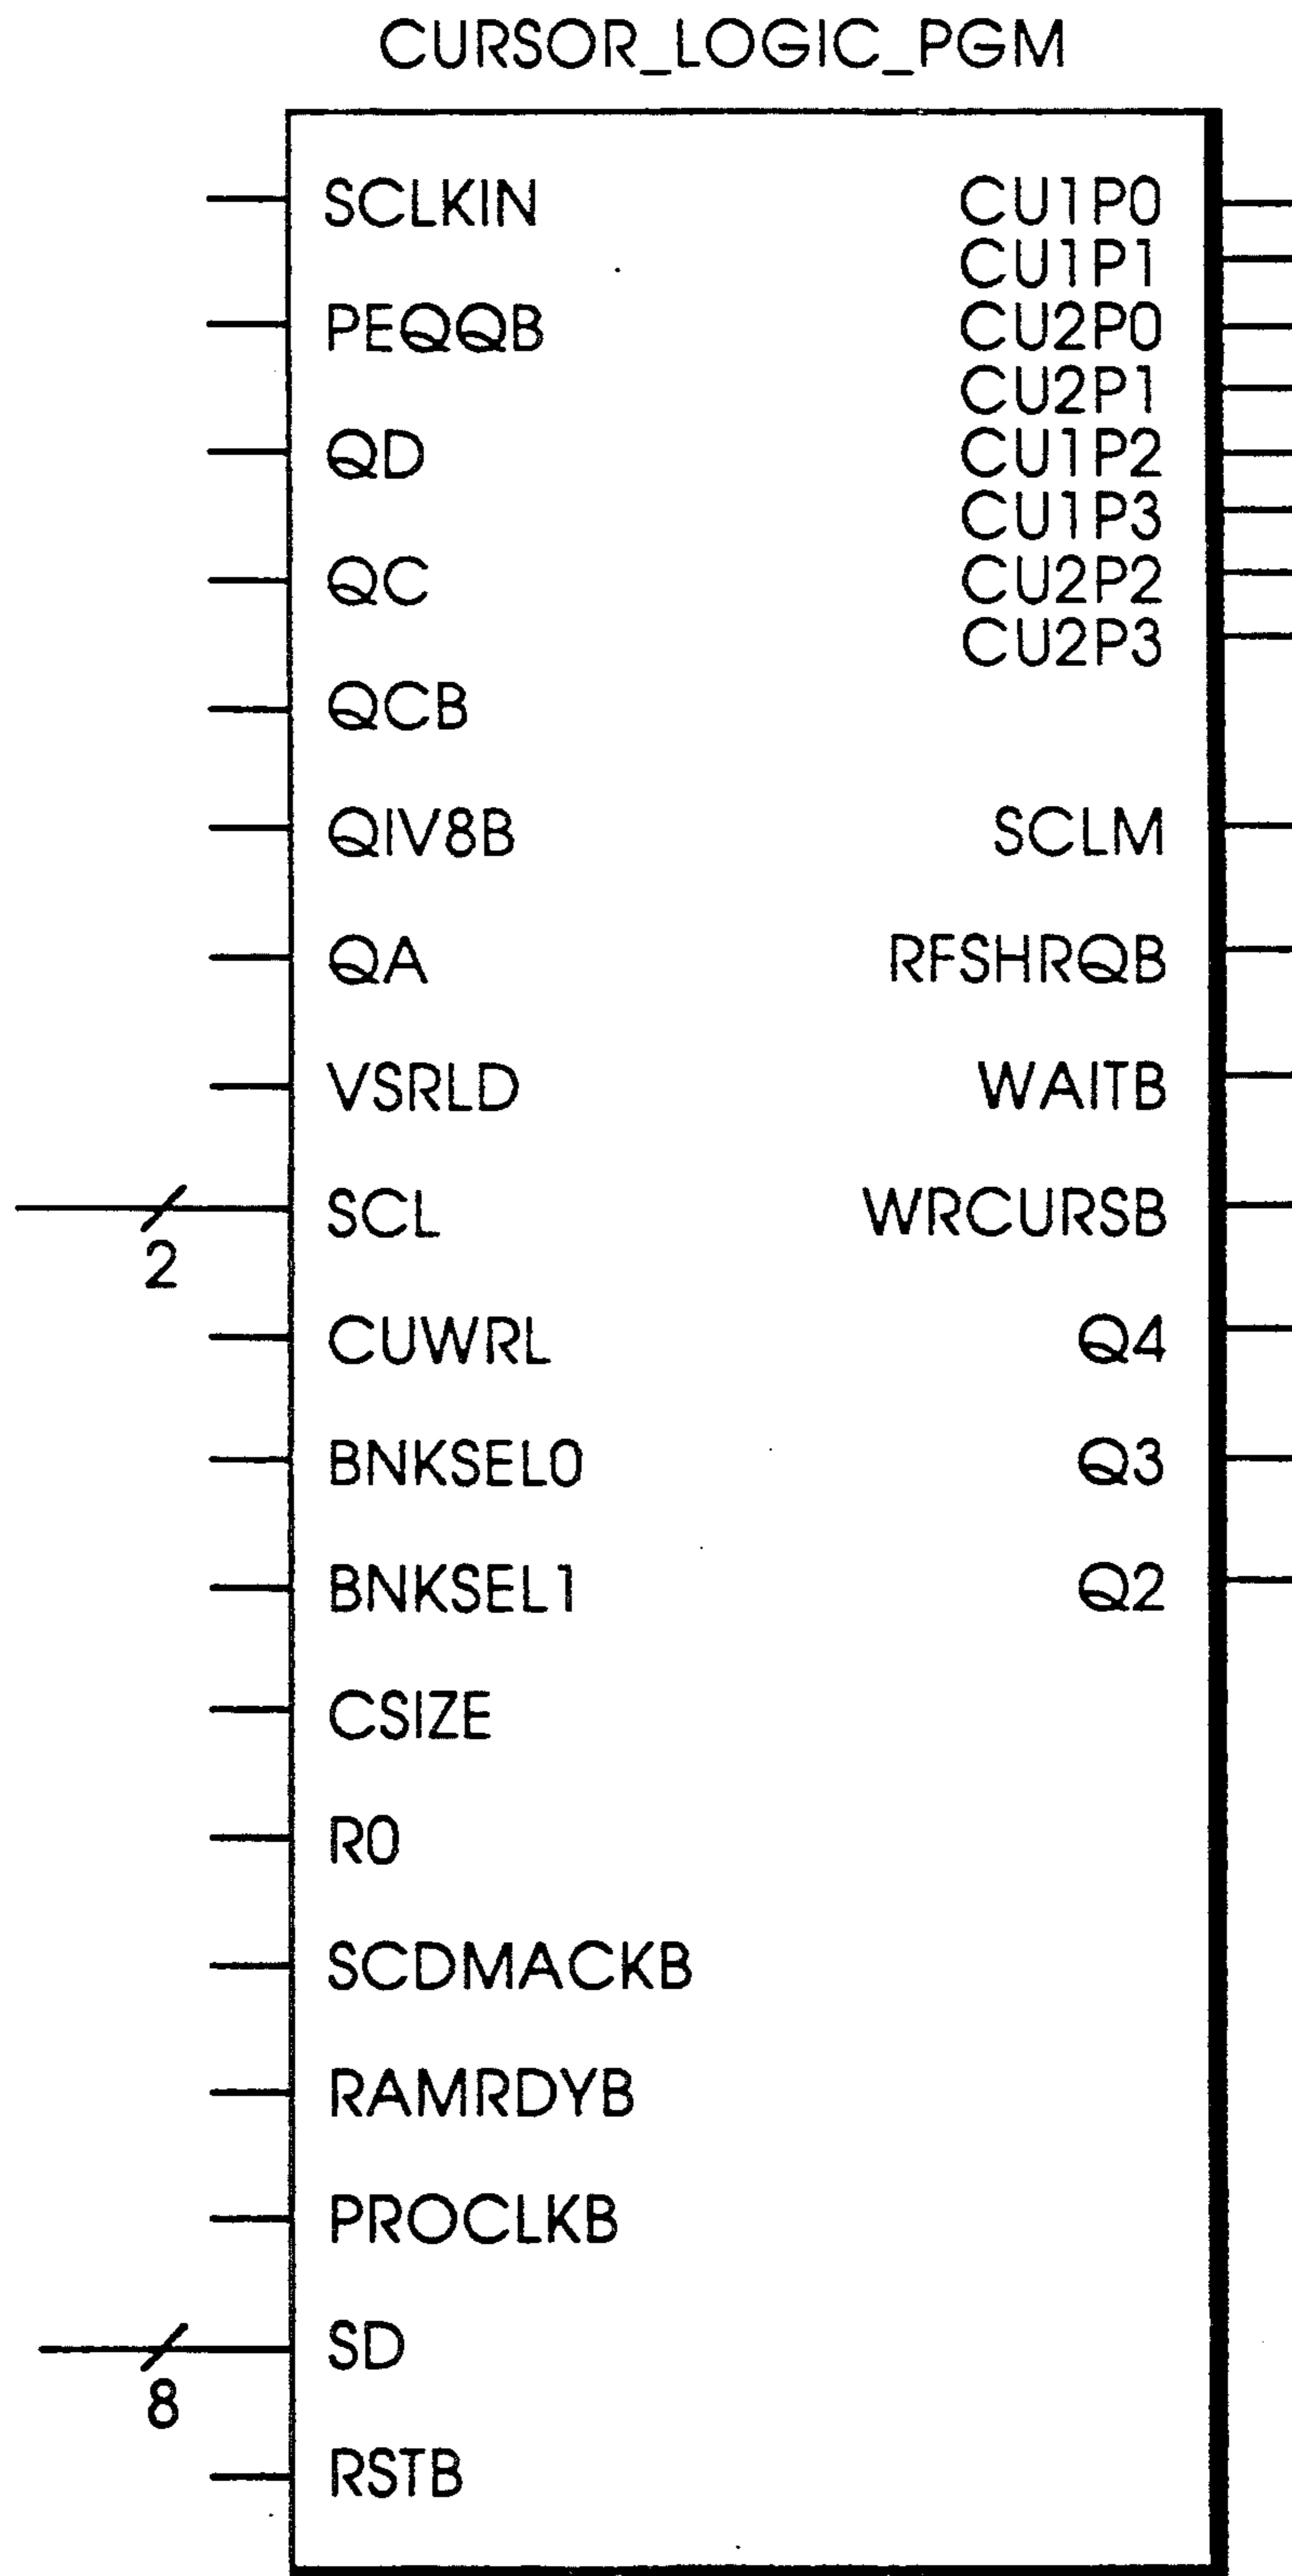 CURSOR_LOGIC_PGM
SCLKIN
PEQQB
QD
QC
QCB
QIV8B
QA
VSRLD
SCL
2
CUWRL
BNKSEL0
BNKSEL1
CSIZE
R0
SCDMACKB
RAMRDYB
PROCLKB
SD
8
RSTB
CU1P0
CU1P1
CU2P0
CU2P1
CU1P2
CU1P3
CU2P2
CU2P3
SCLM
RFSHRQB
WAITB
WRCURSB
Q4
Q3
Q2